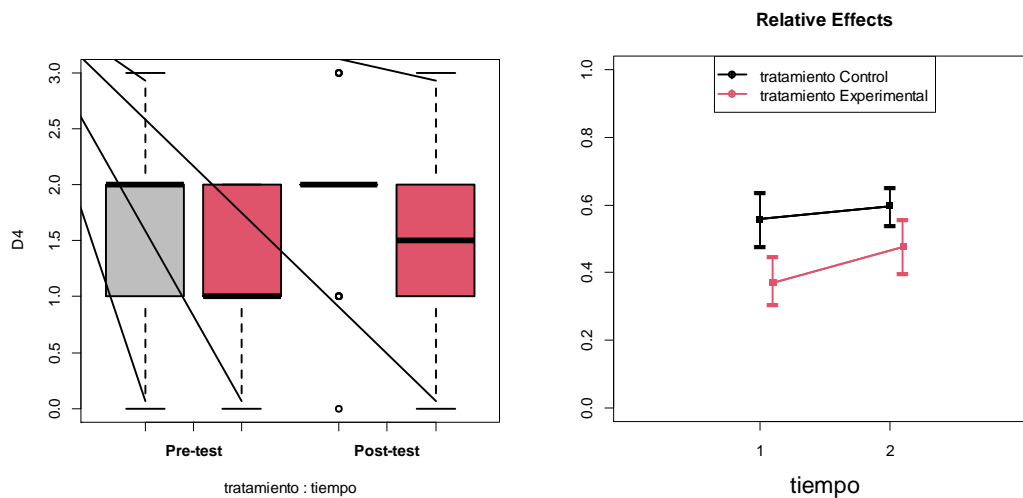 D4
3.0
2.5
2.0
1.5
1.0
0.5
0.0
Pre-test Post-test
tratamiento : tiempo
Relative Effects
tratamiento Control
tratamiento Experimental
1.0
0.8
0.6
0.4
0.2
0.0
1 2
tiempo